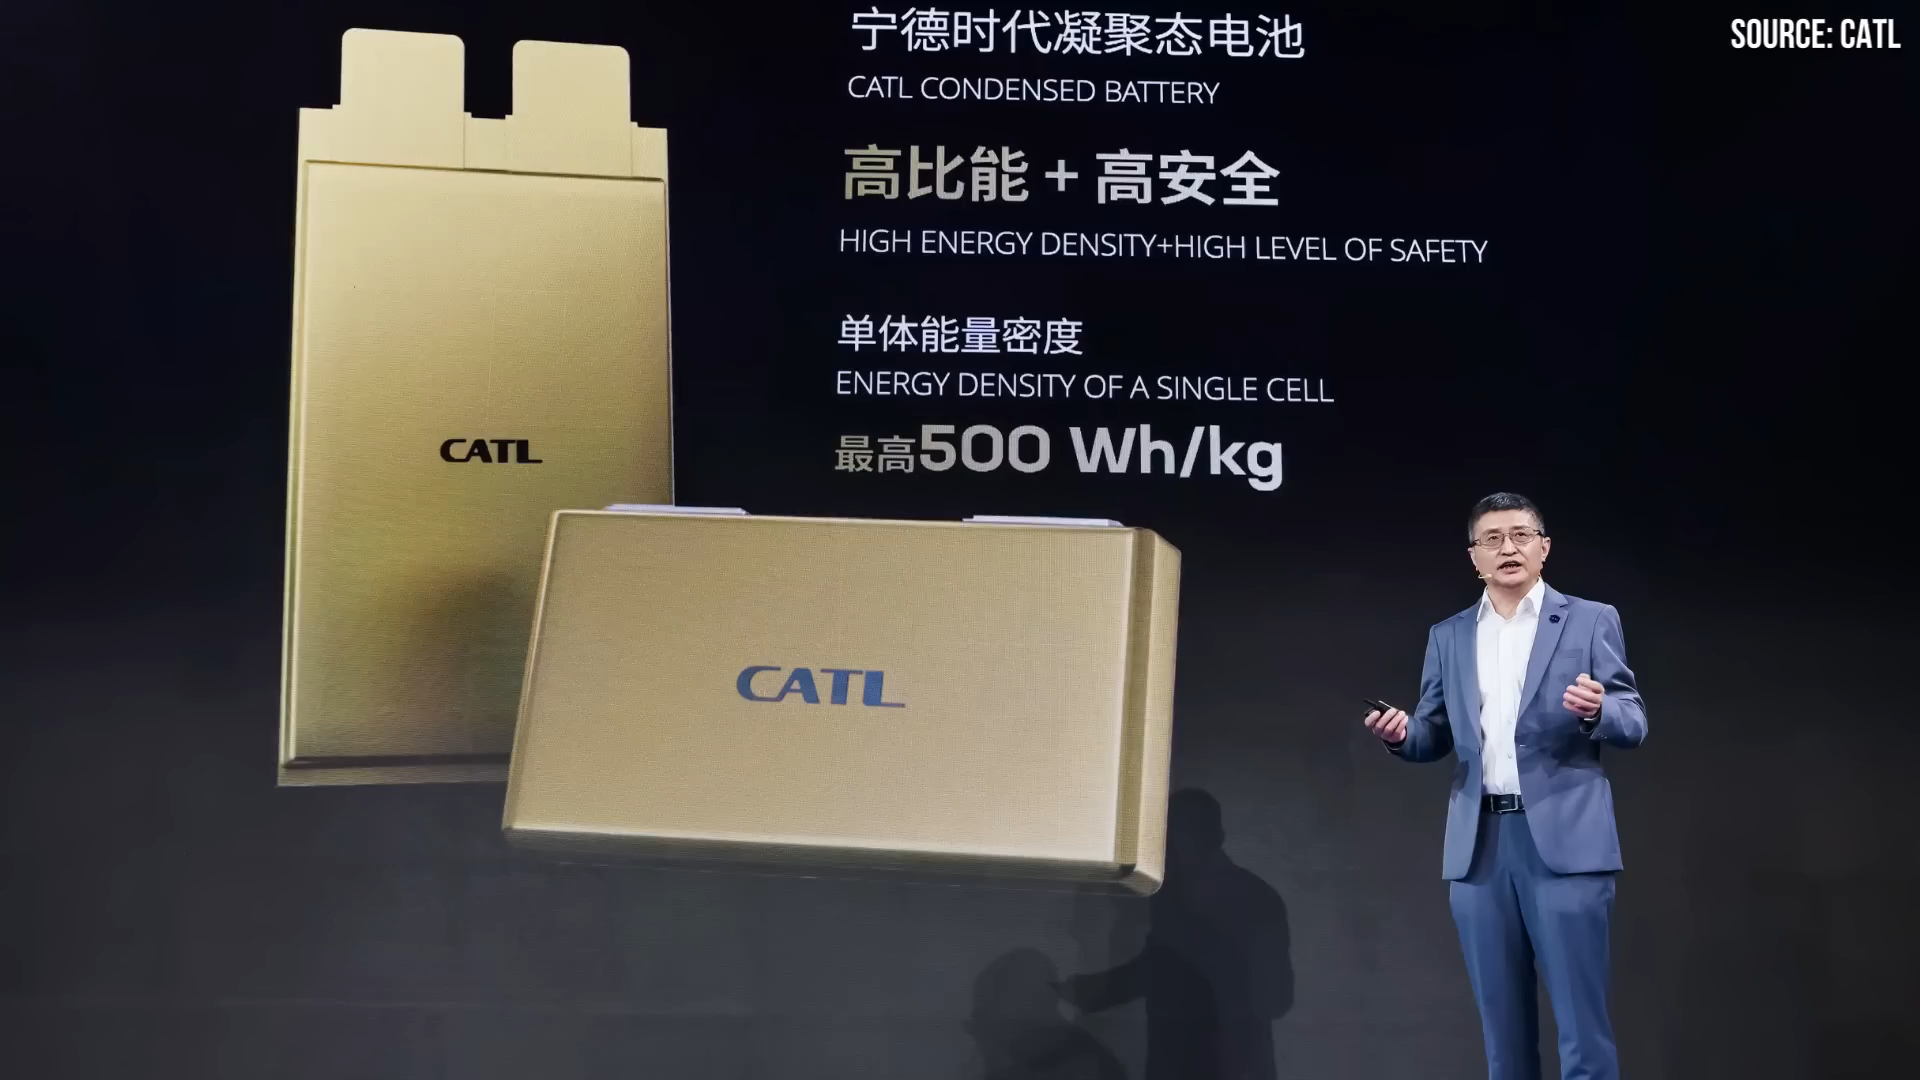 SOURCE: CATL
宁德时代凝聚态电池
CATL CONDENSED BATTERY
高比能 + 高安全
HIGH ENERGY DENSITY+HIGH LEVEL OF SAFETY
单体能量密度
ENERGY DENSITY OF A SINGLE CELL
最高500 Wh/kg
CATL
CATL